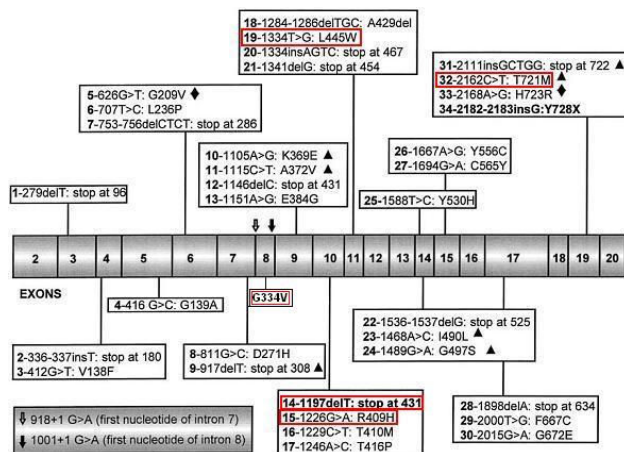 18-1284-1286delTGC: A429del
19-1334T>G: L445W
20-1334insAGTC: stop at 467
21-1341delG: stop at 454
31-2111insGCTGG: stop at 722 ▲
32-2162C>T: T721M ▲
33-2168A>G: H723R ♦
34-2182-2183insG:Y728X
5-626G>T: G209V ♦
6-707T>C: L236P
7-753-756delCTCT: stop at 286
10-1105A>G: K369E ▲
11-1115C>T: A372V ▲
12-1146delC: stop at 431
13-1151A>G: E384G
26-1667A>G: Y556C
27-1694G>A: C565Y
1-279delT: stop at 96
25-1588T>C: Y530H
2 3 4 5 6 7 8 9 10 11 12 13 14 15 16 17 18 19 20
EXONS
4-416 G>C: G139A
G334V
2-336-337insT: stop at 180
3-412G>T: V138F
8-811G>C: D271H
9-917delT: stop at 308 ▲
22-1536-1537delG: stop at 525
23-1468A>C: I490L ▲
24-1489G>A: G497S ▲
14-1197delT: stop at 431
15-1226G>A: R409H
16-1229C>T: T410M
17-1246A>C: T416P
28-1898delA: stop at 634
29-2000T>G: F667C
30-2015G>A: G672E
918+1 G>A (first nucleotide of intron 7)
1001+1 G>A (first nucleotide of intron 8)